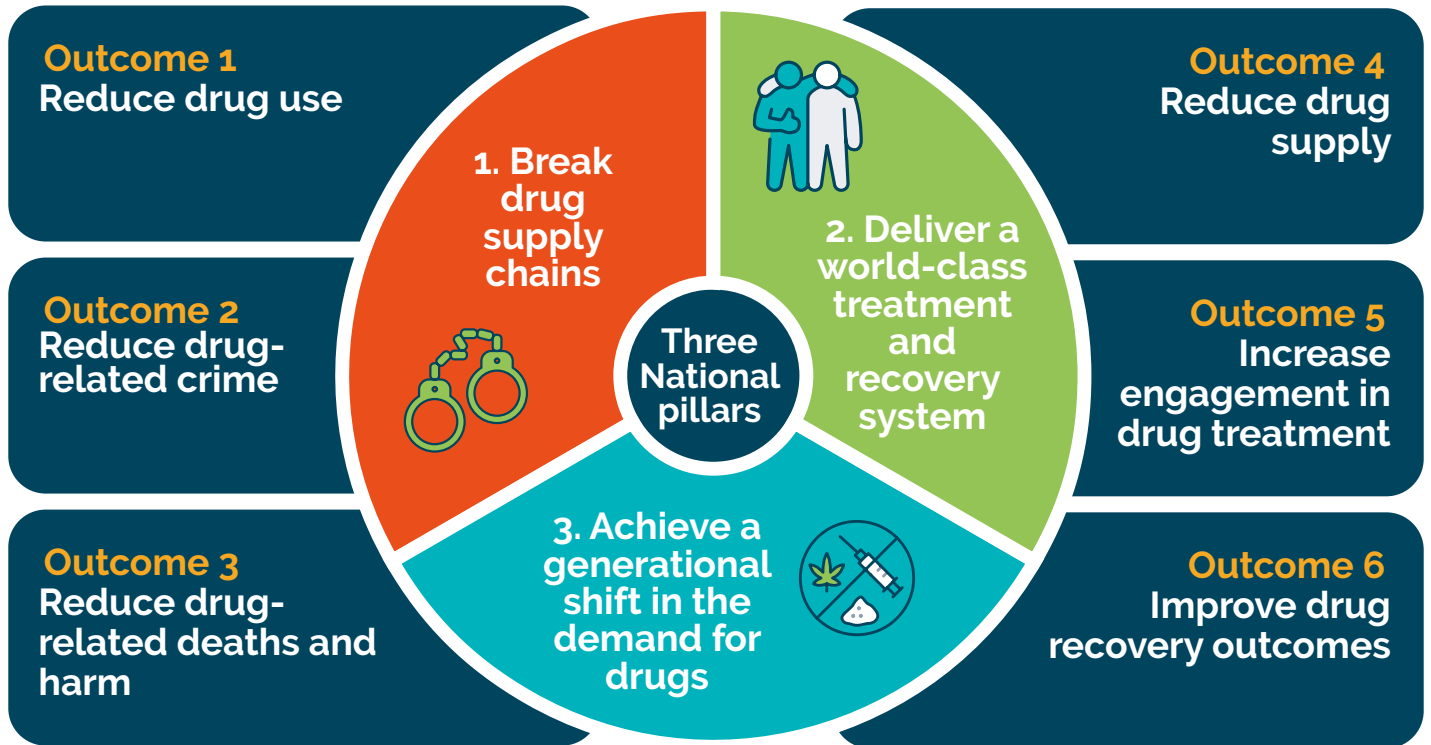 Outcome 1
Reduce drug use
Outcome 2
Reduce drug-
related crime
Outcome 3
Reduce drug-
related deaths and
harm
1. Break
drug
supply
chains
2. Deliver a
world-class
treatment
and
recovery
system
Three
National
pillars
3. Achieve a
generational
shift in the
demand for
drugs
Outcome 4
Reduce drug
supply
Outcome 5
Increase
engagement in
drug treatment
Outcome 6
Improve drug
recovery outcomes